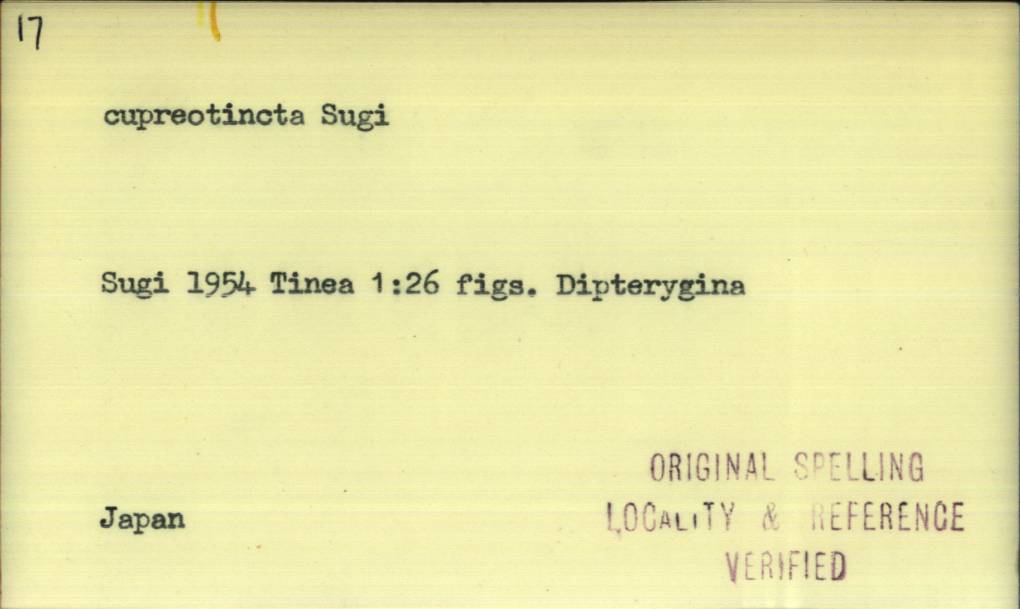 17
cupreotincta Sugi
Sugi 1954 Tinea 1:26 figs. Dipterygina
Japan
ORIGINAL SPELLING
LOCALITY & REFERENCE
VERIFIED